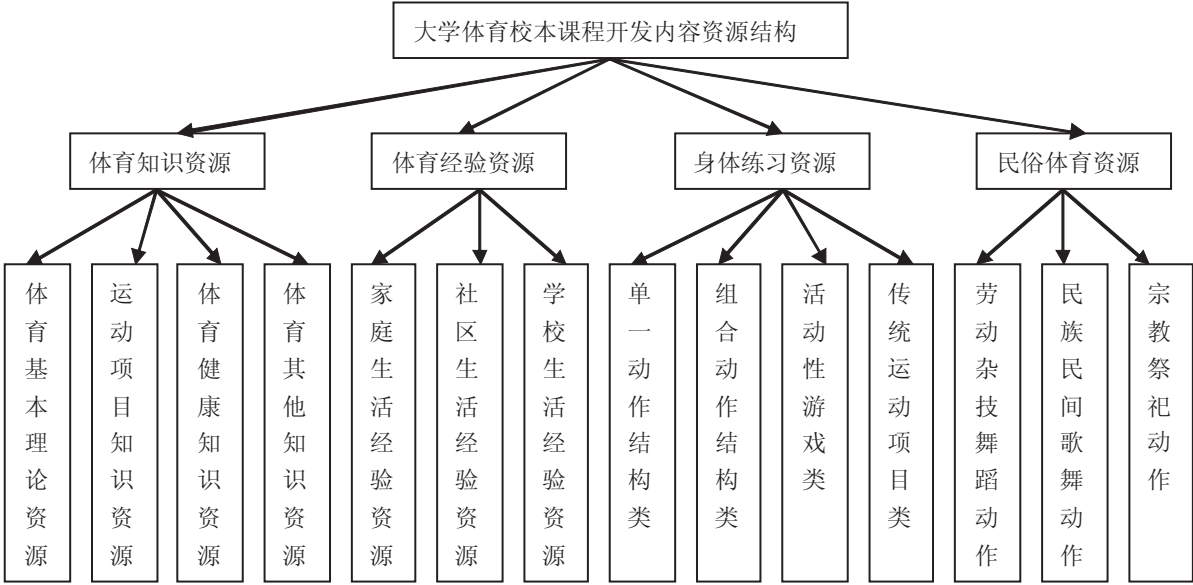 大学体育校本课程开发内容资源结构
体育知识资源
体育经验资源
身体练习资源
民俗体育资源
体育基本理论资源
运动项目知识资源
体育健康知识资源
体育其他知识资源
家庭生活经验资源
社区生活经验资源
学校生活经验资源
单一动作结构类
组合动作结构类
活动性游戏类
传统运动项目类
劳动杂技舞蹈动作
民族民间歌舞动作
宗教祭祀动作